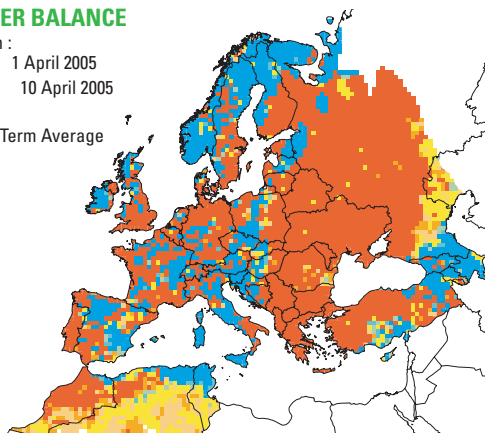 ER BALANCE
:
1 April 2005
10 April 2005
Term Average